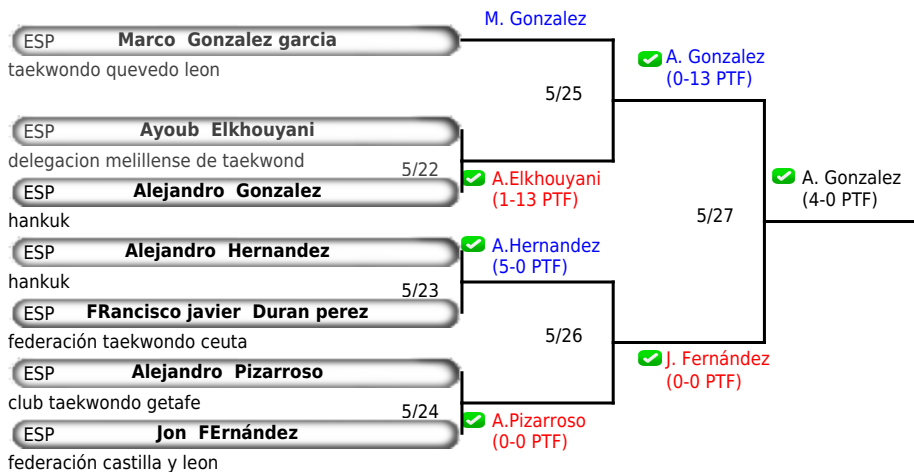 M. Gonzalez
ESP Marco Gonzalez garcia
taekwondo quevedo leon
A. Gonzalez
(0-13 PTF)
5/25
ESP Ayoub Elkhouyani
delegacion melillense de taekwond
5/22
A.Elkhouyani
(1-13 PTF)
ESP Alejandro Gonzalez
hankuk
A. Gonzalez
(4-0 PTF)
5/27
ESP Alejandro Hernandez
hankuk
A.Hernandez
(5-0 PTF)
5/23
ESP FRancisco javier Duran perez
federación taekwondo ceuta
5/26
J. Fernández
(0-0 PTF)
ESP Alejandro Pizarroso
club taekwondo getafe
5/24
A.Pizarroso
(0-0 PTF)
ESP Jon FErnández
federación castilla y leon